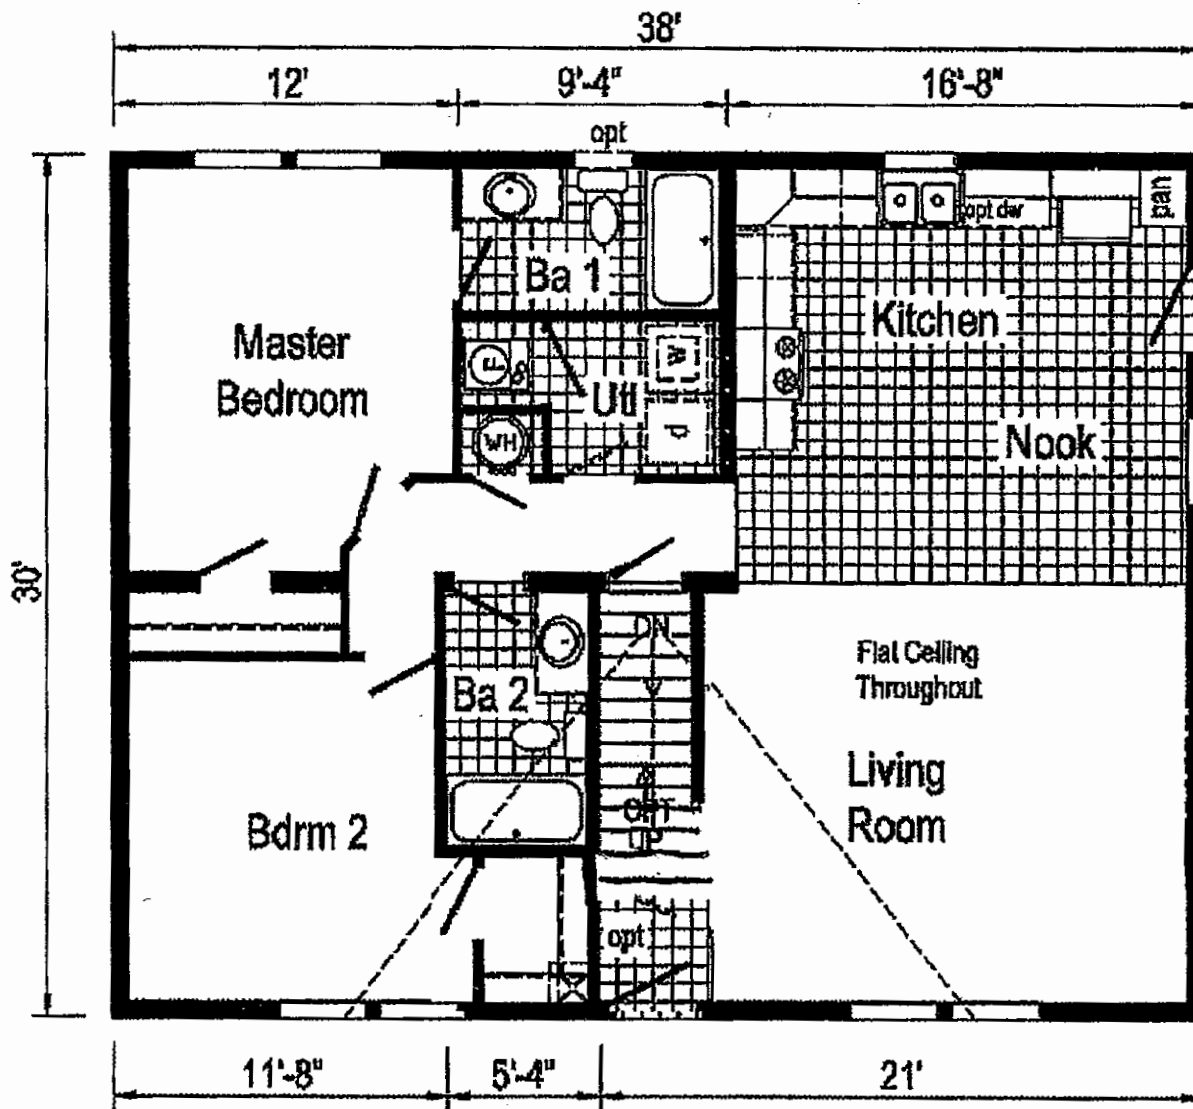 38'
12'
9'-4"
16'-8"
opt
pan
opt dw
Ba 1
Kitchen
Master
Bedroom
F
W
Utl
Nook
WH
D
30'
DN
Flat Ceiling
Throughout
Ba 2
Living
Room
&
OPT
UP
Bdrm 2
opt
11'-8"
5'-4"
21'